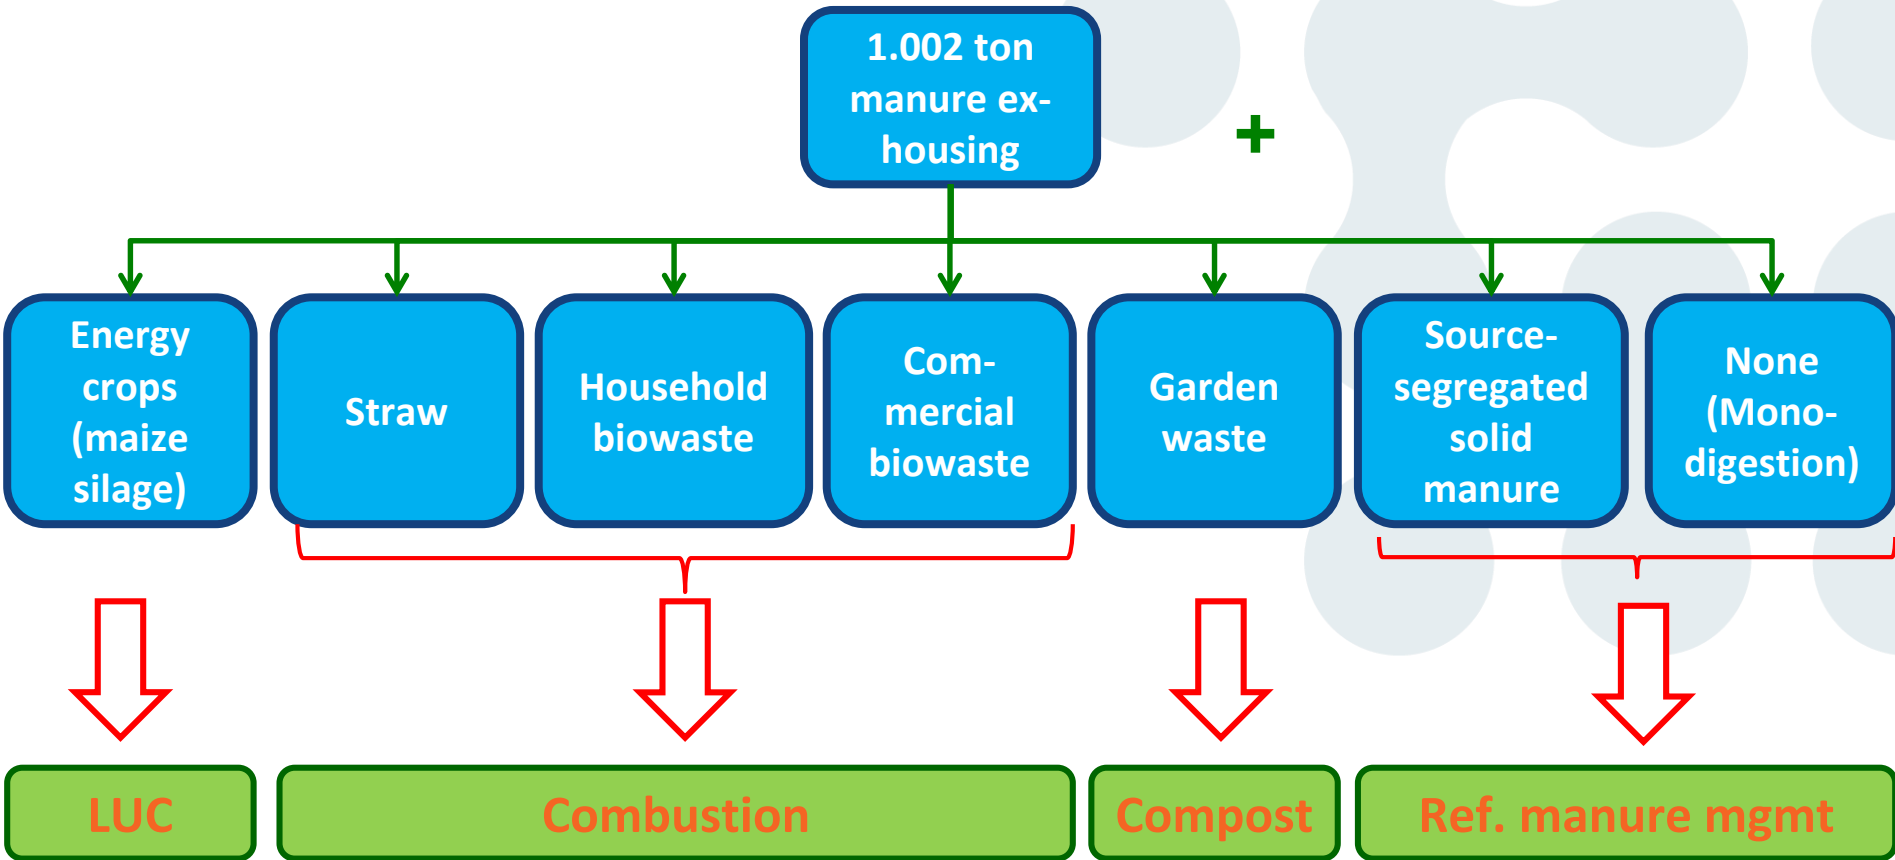 1.002 ton
manure ex-
housing
+
Energy
crops
(maize
silage)
Straw
Household
biowaste
Com-
mercial
biowaste
Garden
waste
Source-
segregated
solid
manure
None
(Mono-
digestion)
LUC
Combustion
Compost
Ref. manure mgmt